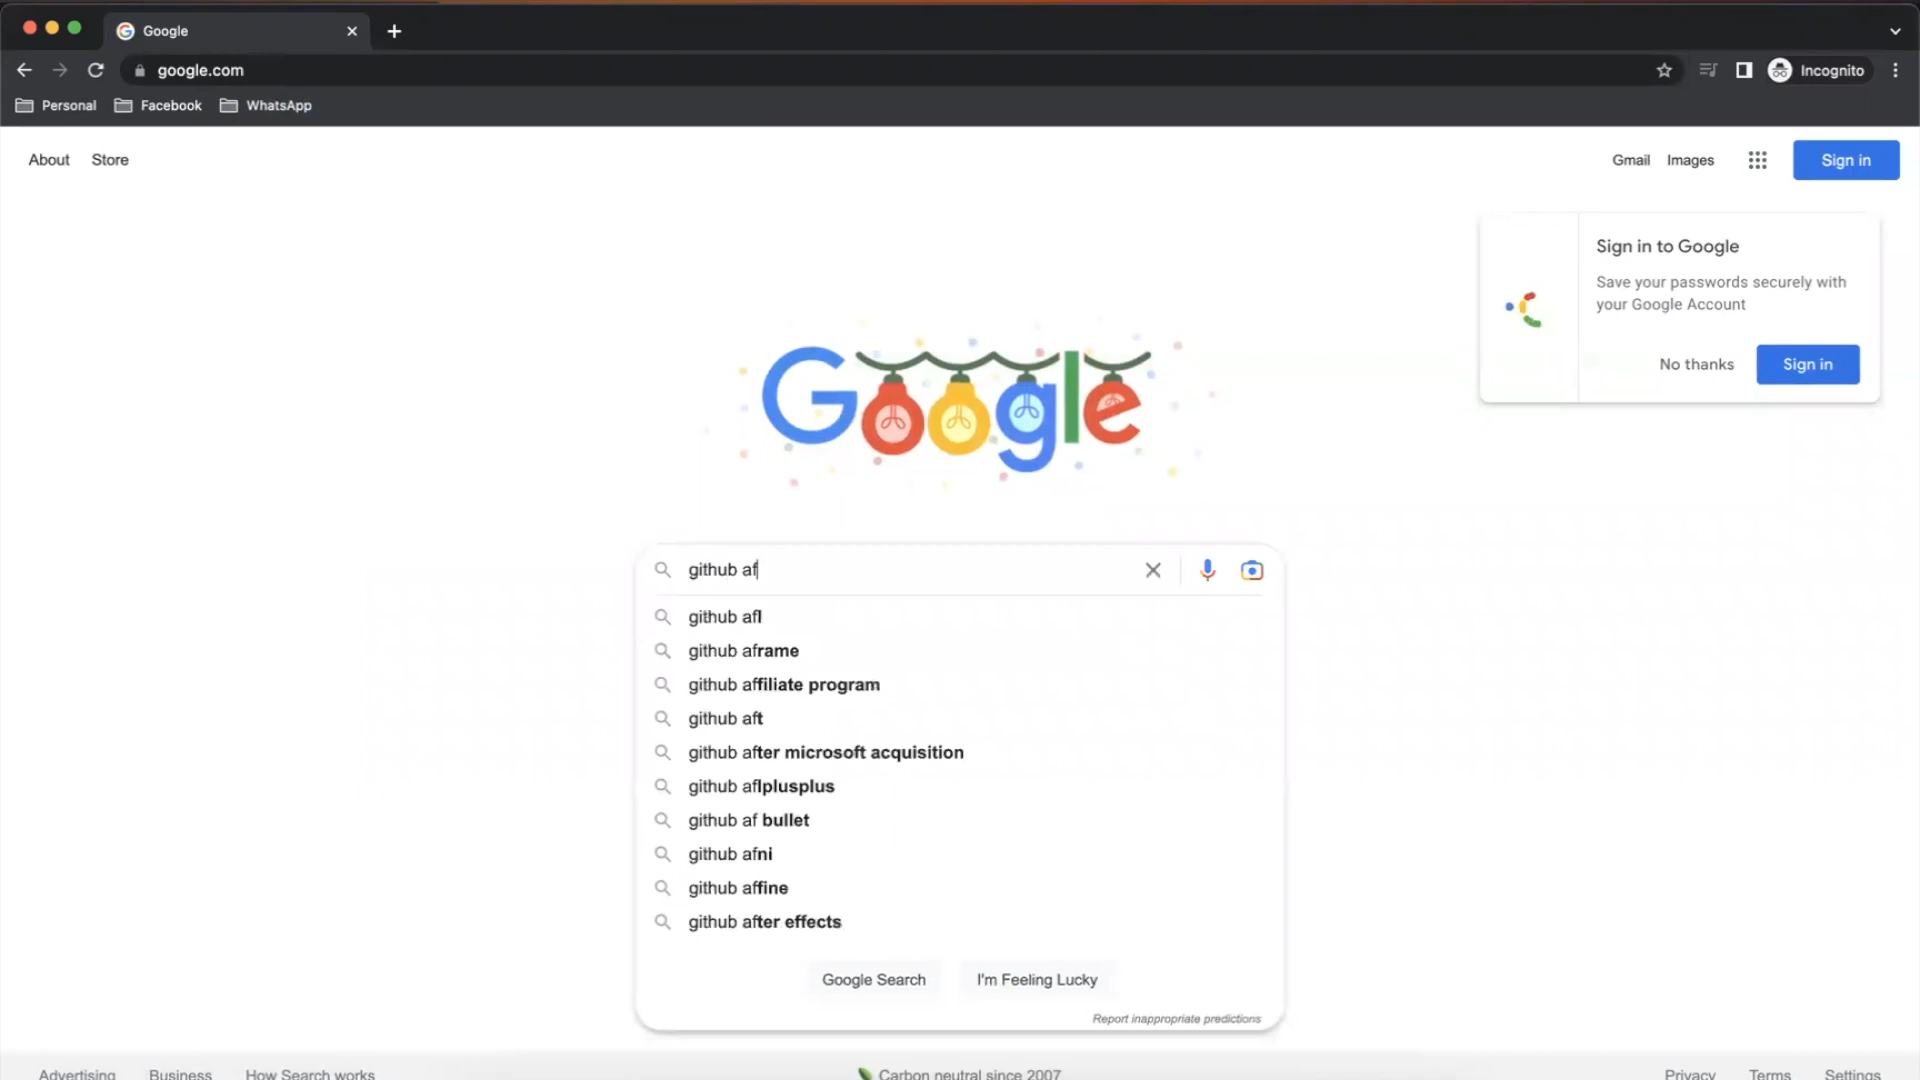 Google
google.com
Incognito
Personal Facebook WhatsApp
About Store
Gmail Images Sign in
Sign in to Google
Save your passwords securely with
your Google Account
No thanks Sign in
Google
github af
github afl
github aframe
github affiliate program
github aft
github after microsoft acquisition
github aflplusplus
github af bullet
github afni
github affine
github after effects
Google Search I'm Feeling Lucky
Report inappropriate predictions
Advertising Business How Search works
Carbon neutral since 2007
Privacy Terms Settings